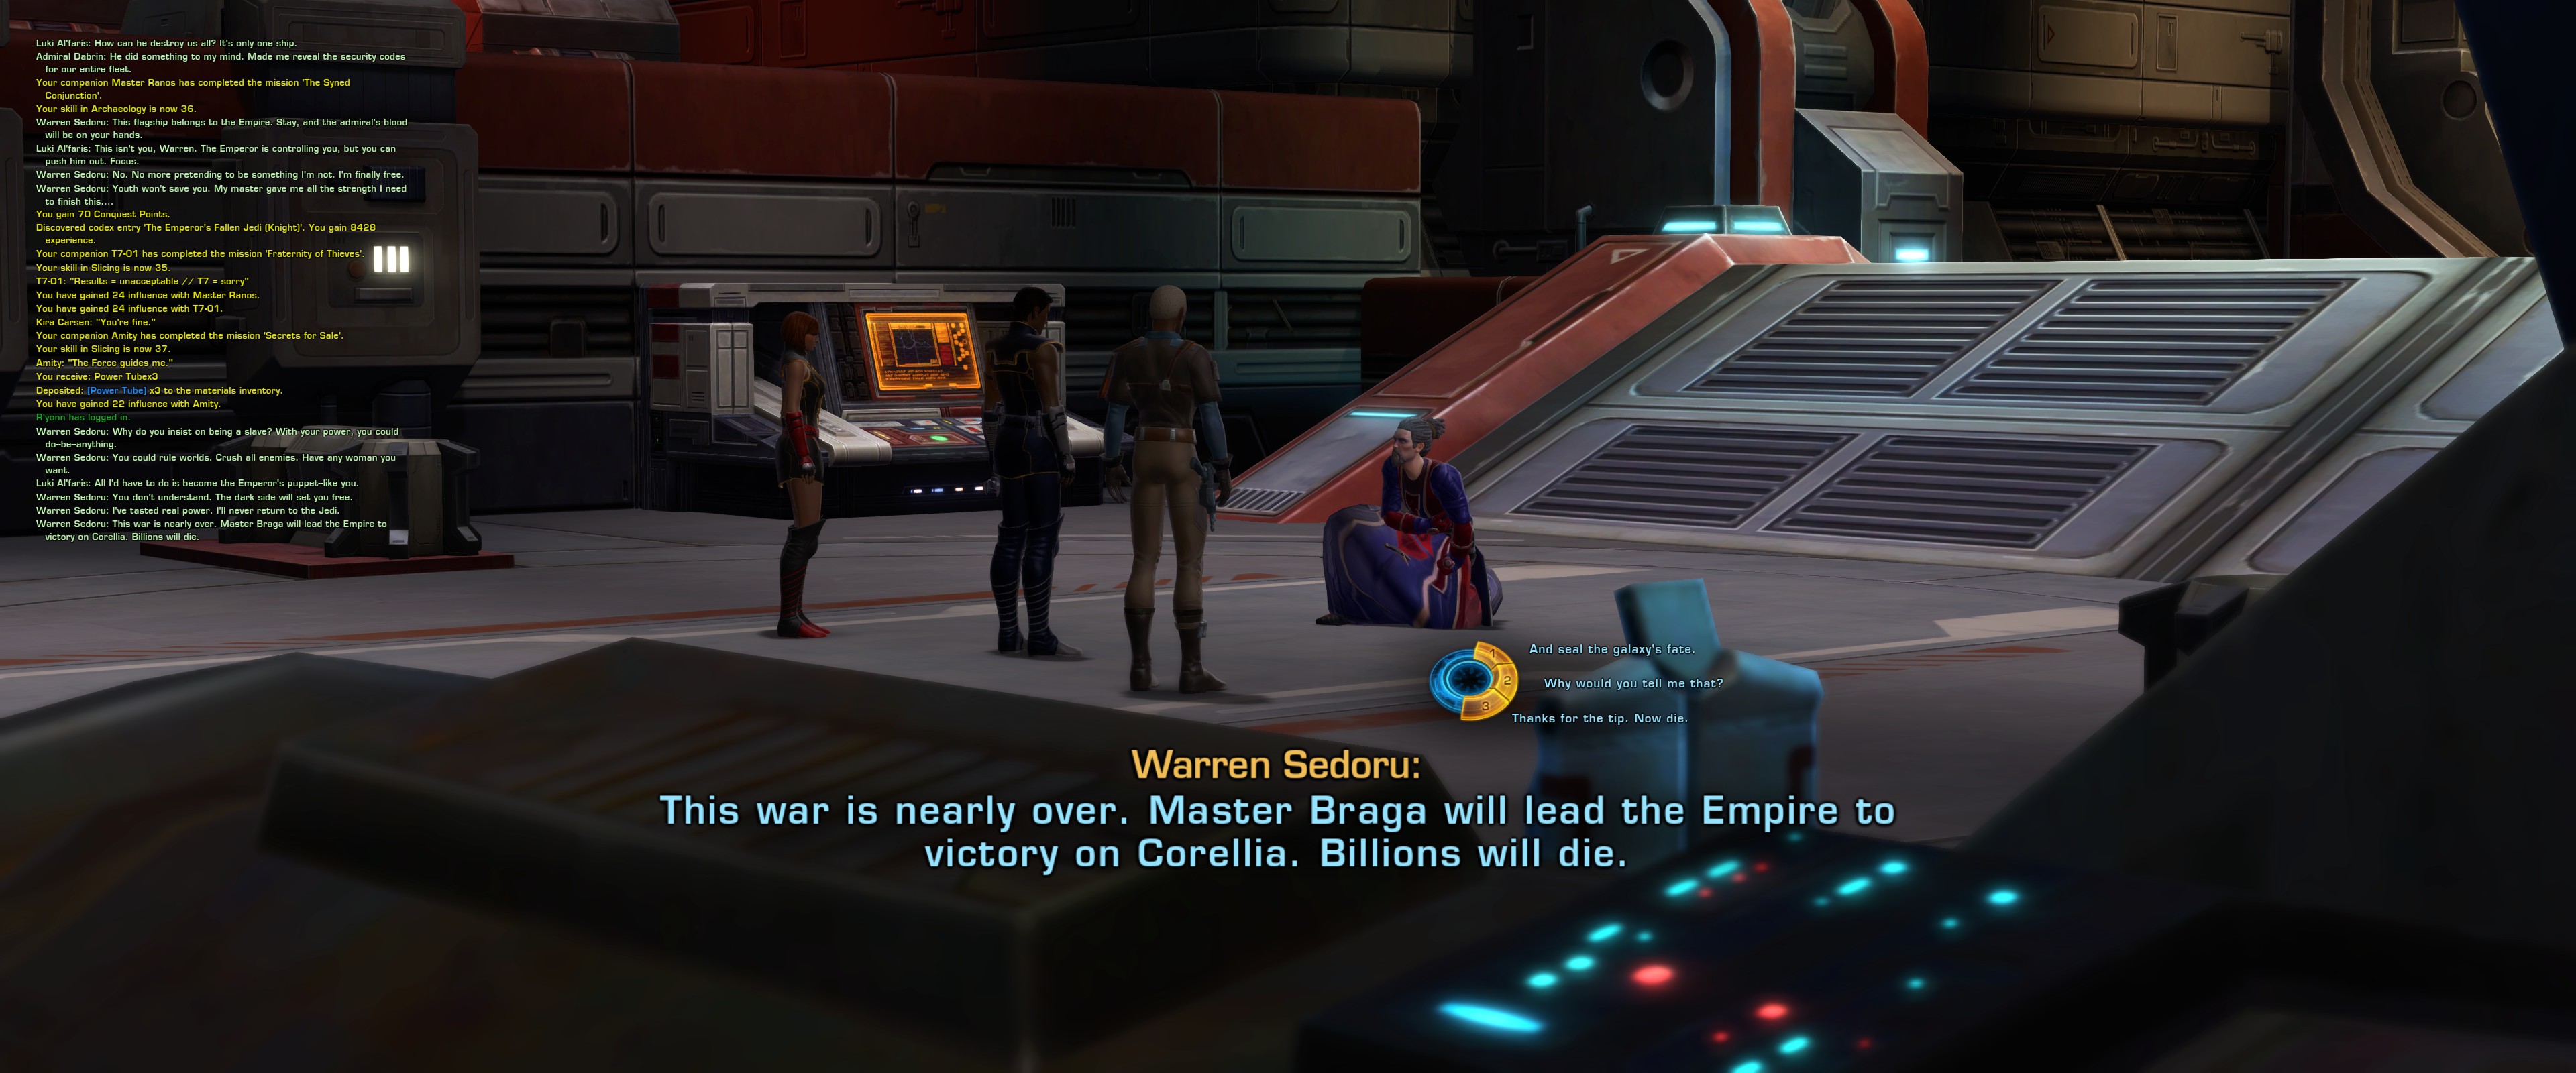 Luki Al'faris: How can he destroy us all? It's only one ship.
Admiral Dabrin: He did something to my mind. Made me reveal the security codes
for our entire fleet.
Your companion Master Ranos has completed the mission 'The Syned
Conjunction'.
Your skill in Archaeology is now 36.
Warren Sedoru: This flagship belongs to the Empire. Stay, and the admiral's blood
will be on your hands.
Luki Al'faris: This isn't you, Warren. The Emperor is controlling you, but you can
push him out. Focus.
Warren Sedoru: No. No more pretending to be something I'm not. I'm finally free.
Warren Sedoru: Youth won't save you. My master gave me all the strength I need
to finish this....
You gain 70 Conquest Points.
Discovered codex entry 'The Emperor's Fallen Jedi [Knight]'. You gain 8428
experience.
Your companion T7-01 has completed the mission 'Fraternity of Thieves'.
Your skill in Slicing is now 35.
T7-01: "Results = unacceptable // T7 = sorry"
You have gained 24 influence with Master Ranos.
You have gained 24 influence with T7-01.
Kira Carsen: "You're fine."
Your companion Amity has completed the mission 'Secrets for Sale'.
Your skill in Slicing is now 37.
Amity: "The Force guides me."
You receive: Power Tubex3
Deposited: [Power Tube] x3 to the materials inventory.
You have gained 22 influence with Amity.
R'yonn has logged in.
Warren Sedoru: Why do you insist on being a slave? With your power, you could
do—be—anything.
Warren Sedoru: You could rule worlds. Crush all enemies. Have any woman you
want.
Luki Al'faris: All I'd have to do is become the Emperor's puppet—like you.
Warren Sedoru: You don't understand. The dark side will set you free.
Warren Sedoru: I've tasted real power. I'll never return to the Jedi.
Warren Sedoru: This war is nearly over. Master Braga will lead the Empire to
victory on Corellia. Billions will die.
1 And seal the galaxy's fate.
2 Why would you tell me that?
3 Thanks for the tip. Now die.
Warren Sedoru:
This war is nearly over. Master Braga will lead the Empire to
victory on Corellia. Billions will die.